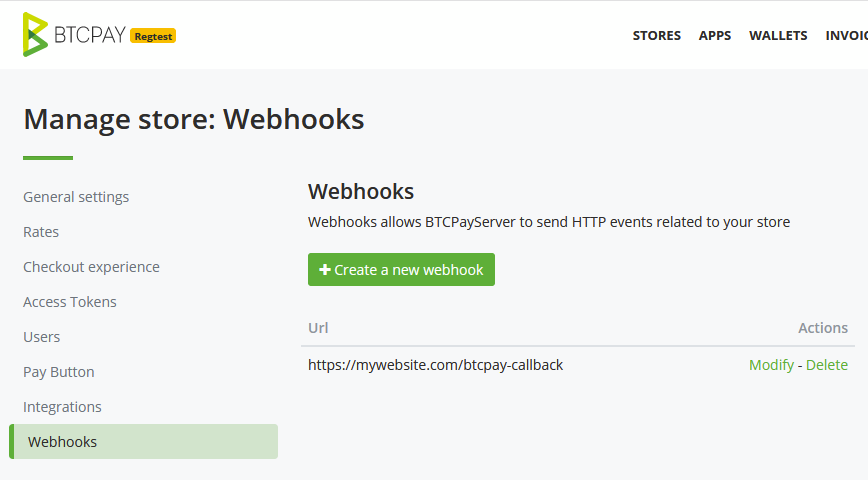 BTCPAY Regtest STORES APPS WALLETS INVOIC
Manage store: Webhooks
General settings
Rates
Checkout experience
Access Tokens
Users
Pay Button
Integrations
Webhooks
Webhooks
Webhooks allows BTCPayServer to send HTTP events related to your store
Create a new webhook
Url Actions
https://mywebsite.com/btcpay-callback Modify - Delete